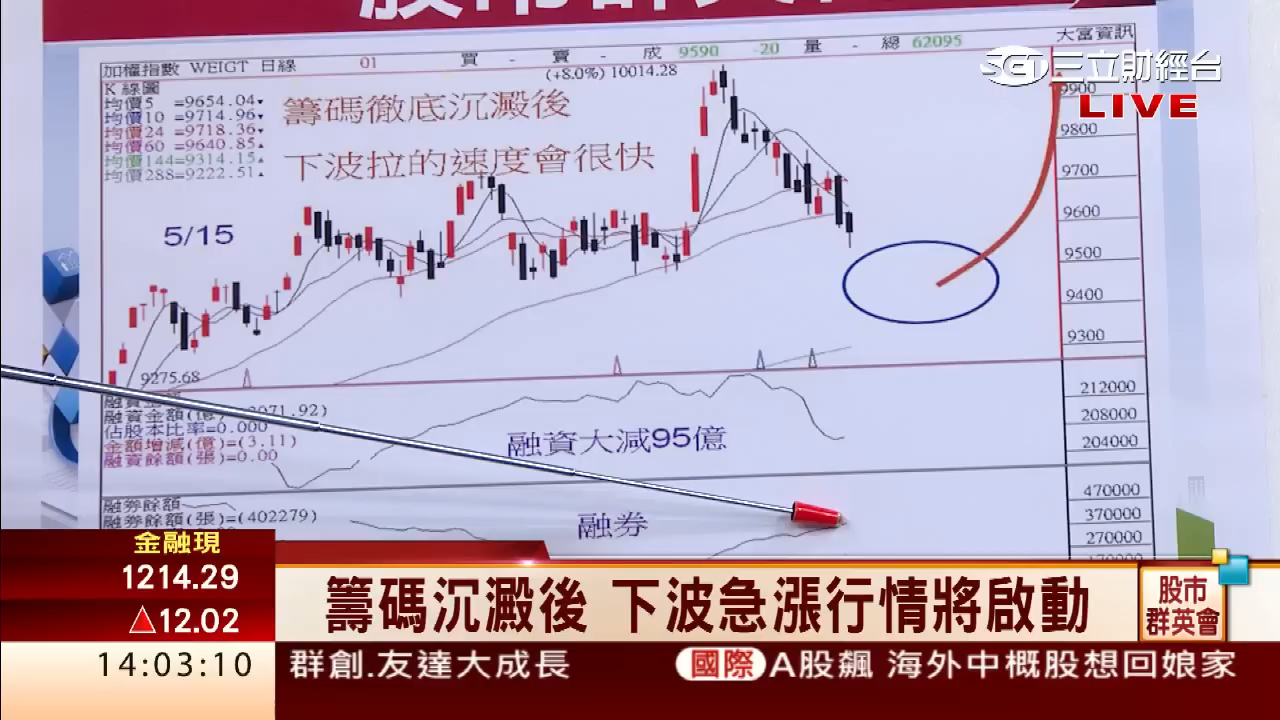 加權指數 WEIGT 日線 01 買 - 賣 - 成 9590 -20 量 - 總 62095 大富資訊
K 線圖
(+8.0%) 10014.28
SET 三立財經台
LIVE
均價5 =9654.04
均價10 =9714.96
均價24 =9718.36
均價60 =9640.85
均價144=9314.15
均價288=9222.51
籌碼徹底沉澱後
下波拉的速度會很快
5/15
9900
9800
9700
9600
9500
9400
9300
9275.68
佔股本比率=0.000
金額增減(億)=(3.11)
融資餘額(張)=0.00
融資大減95億
212000
208000
204000
融券餘額
融券餘額(張)=(402279)
融券
470000
370000
270000
金融現
1214.29
△12.02
籌碼沉澱後 下波急漲行情將啟動
股市
群英會
14:03:10
群創.友達大成長
國際 A股飆 海外中概股想回娘家